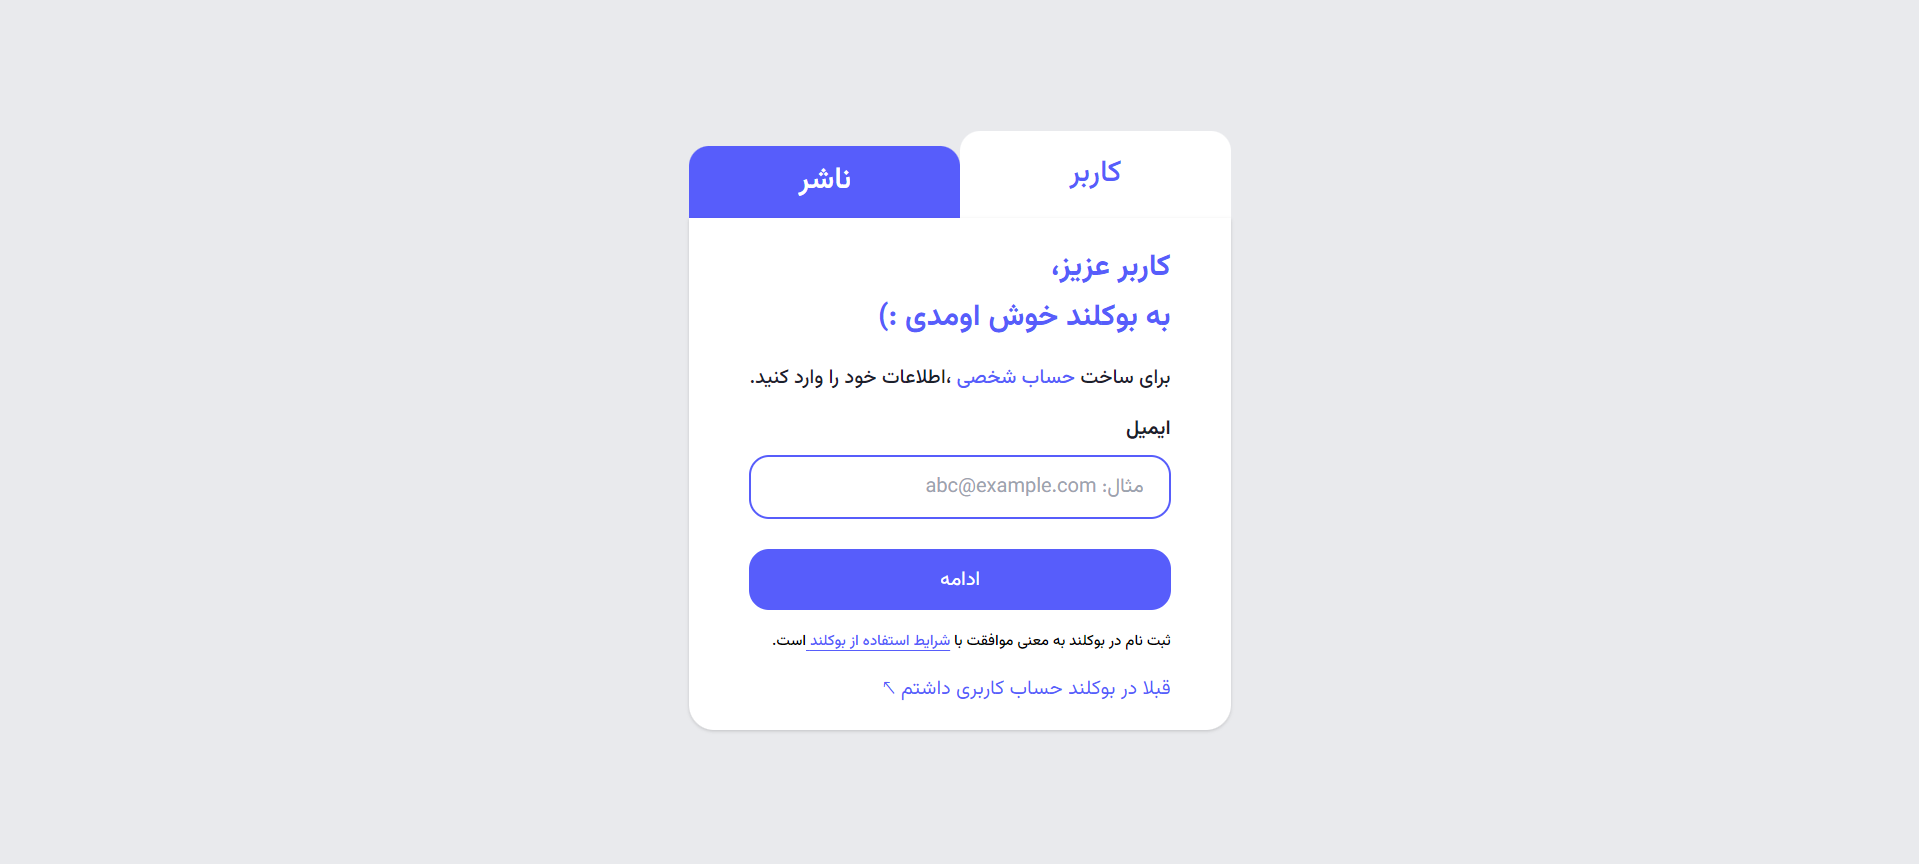 کاربر
ناشر
کاربر عزیز،
به بوکلند خوش اومدی :)
برای ساخت حساب شخصی ،اطلاعات خود را وارد کنید.
ایمیل
مثال: abc@example.com
ادامه
ثبت نام در بوکلند به معنی موافقت با شرایط استفاده از بوکلند است.
قبلا در بوکلند حساب کاربری داشتم ↖